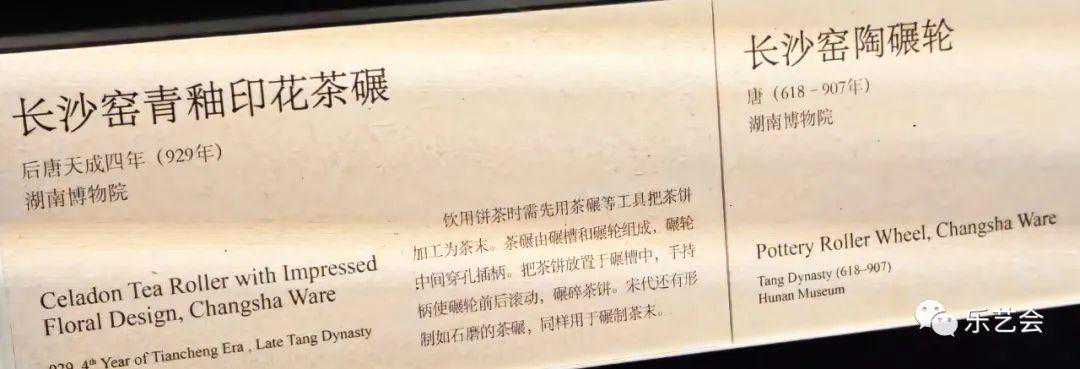 长沙窑青釉印花茶碾
后唐天成四年（929年）
湖南博物院
饮用饼茶时需先用茶碾等工具把茶饼
加工为茶末。茶碾由碾槽和碾轮组成，碾轮
中间穿孔插柄。把茶饼放置于碾槽中，手持
柄使碾轮前后滚动，碾碎茶饼。宋代还有形
制如石磨的茶碾，同样用于碾制茶末。
Celadon Tea Roller with Impressed
Floral Design, Changsha Ware
929, 4th Year of Tiancheng Era , Late Tang Dynasty
长沙窑陶碾轮
唐（618－907年）
湖南博物院
Pottery Roller Wheel, Changsha Ware
Tang Dynasty (618–907)
Hunan Museum
乐艺会